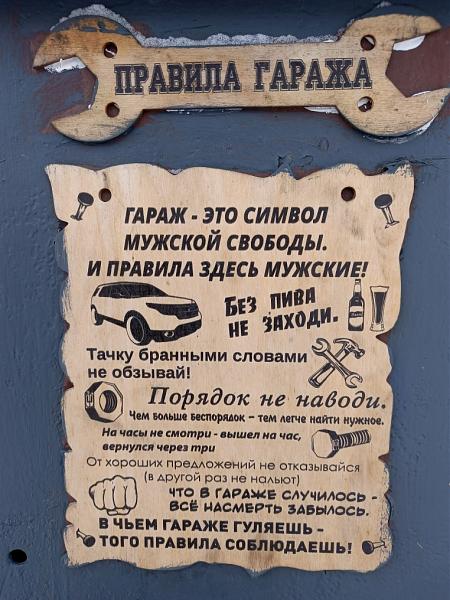 ПРАВИЛА ГАРАЖА
ГАРАЖ - ЭТО СИМВОЛ
МУЖСКОЙ СВОБОДЫ.
И ПРАВИЛА ЗДЕСЬ МУЖСКИЕ!
БЕЗ ПИВА
НЕ ЗАХОДИ.
Тачку бранными словами
не обзывай!
Порядок не наводи.
Чем больше беспорядок – тем легче найти нужное.
На часы не смотри - вышел на час,
вернулся через три
От хороших предложений не отказывайся
(в другой раз не нальют)
ЧТО В ГАРАЖЕ СЛУЧИЛОСЬ -
ВСЁ НАСМЕРТЬ ЗАБЫЛОСЬ.
В ЧЬЕМ ГАРАЖЕ ГУЛЯЕШЬ -
ТОГО ПРАВИЛА СОБЛЮДАЕШЬ!